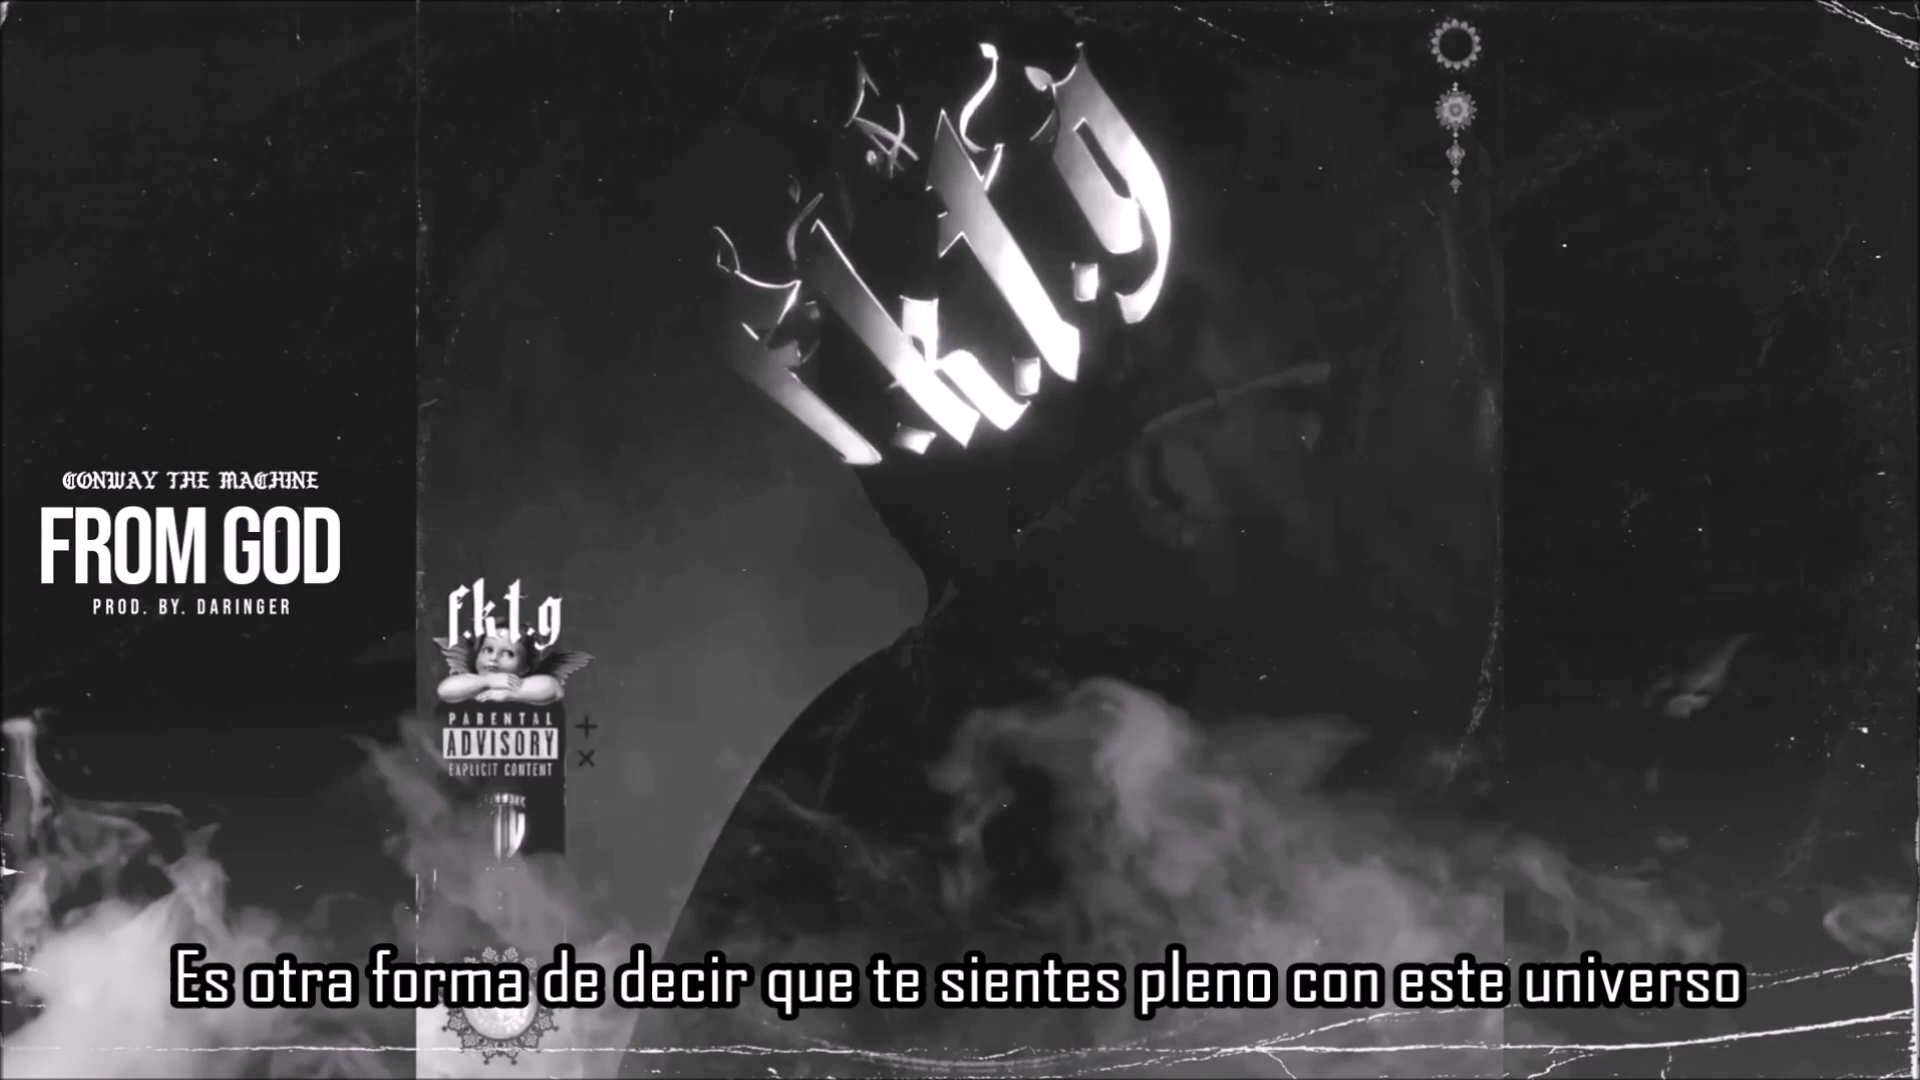 f.k.t.g
CONWAY THE MACHINE
FROM GOD
PROD. BY. DARINGER
f.k.t.g
PARENTAL
ADVISORY
EXPLICIT CONTENT
Es otra forma de decir que te sientes pleno con este universo